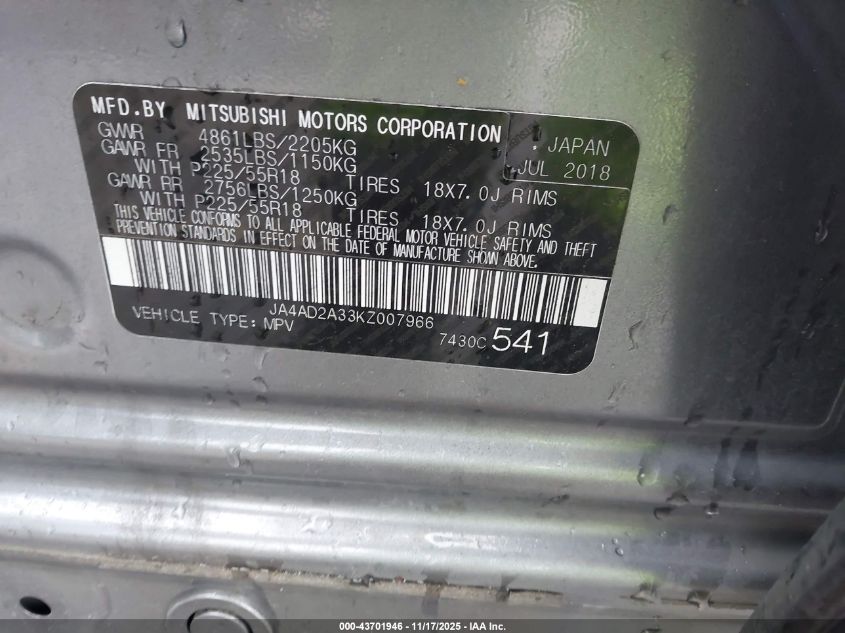 MFD.BY MITSUBISHI MOTORS CORPORATION
GVWR 4861LBS/2205KG JAPAN
GAWR FR 2535LBS/1150KG JUL 2018
WITH P225/55R18 TIRES 18X7.0J RIMS
GAWR RR 2756LBS/1250KG
WITH P225/55R18 TIRES 18X7.0J RIMS
THIS VEHICLE CONFORMS TO ALL APPLICABLE FEDERAL MOTOR VEHICLE SAFETY AND THEFT
PREVENTION STANDARDS IN EFFECT ON THE DATE OF MANUFACTURE SHOWN ABOVE.
JA4AD2A33KZ007966
VEHICLE TYPE: MPV
7430C 541
000-43701946 - 11/17/2025 - IAA Inc.